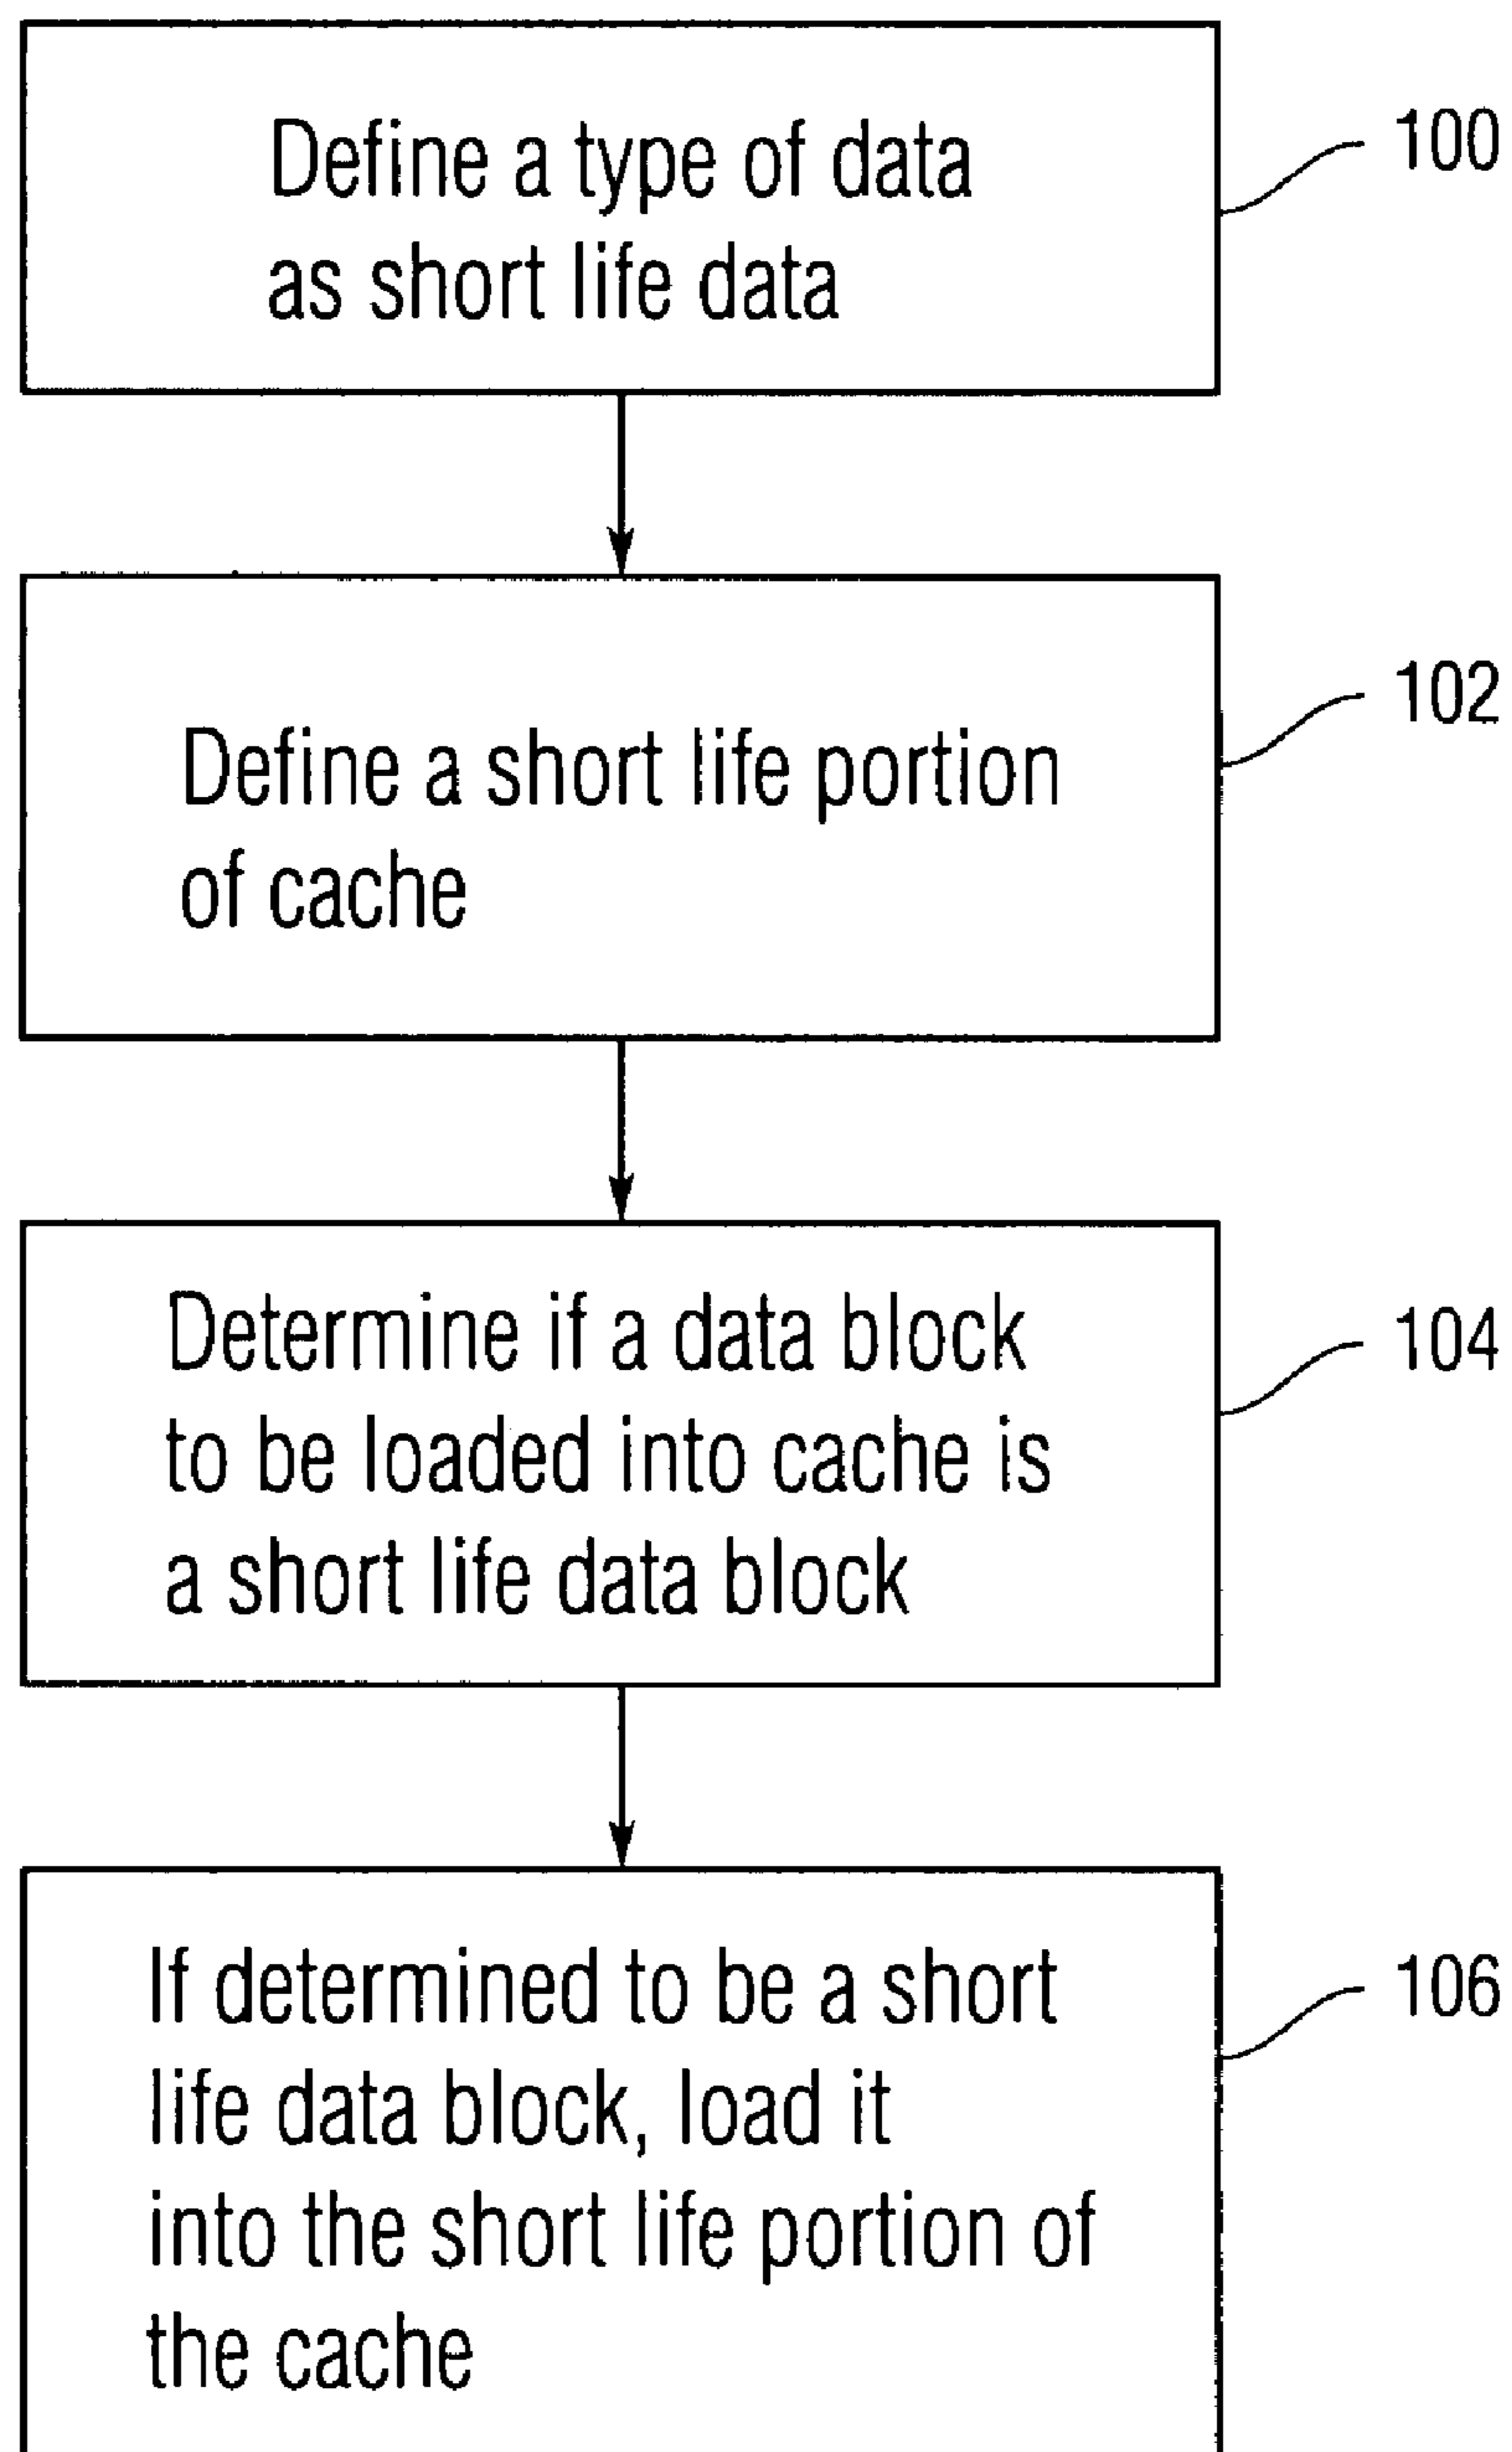 Define a type of data
as short life data
100
Define a short life portion
of cache
102
Determine if a data block
to be loaded into cache is
a short life data block
104
If determined to be a short
life data block, load it
into the short life portion of
the cache
106